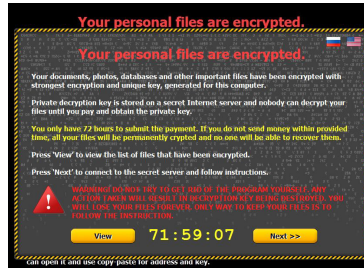 Your personal files are encrypted.
Your personal files are encrypted.
Your documents, photos, databases and other important files have been encrypted with
strongest encryption and unique key, generated for this computer.
Private decryption key is stored on a secret Internet server and nobody can decrypt your
files until you pay and obtain the private key.
You only have 72 hours to submit the payment. If you do not send money within provided
time, all your files will be permanently crypted and no one will be able to recover them.
Press 'View' to view the list of files that have been encrypted.
Press 'Next' to connect to the secret server and follow instructions.
WARNING! DO NOT TRY TO GET RID OF THE PROGRAM YOURSELF. ANY
ACTION TAKEN WILL RESULT IN DECRYPTION KEY BEING DESTROYED. YOU
WILL LOSE YOUR FILES FOREVER. ONLY WAY TO KEEP YOUR FILES IS TO
FOLLOW THE INSTRUCTION.
View 71:59:07 Next >>
can open it and use copy-paste for address and key.